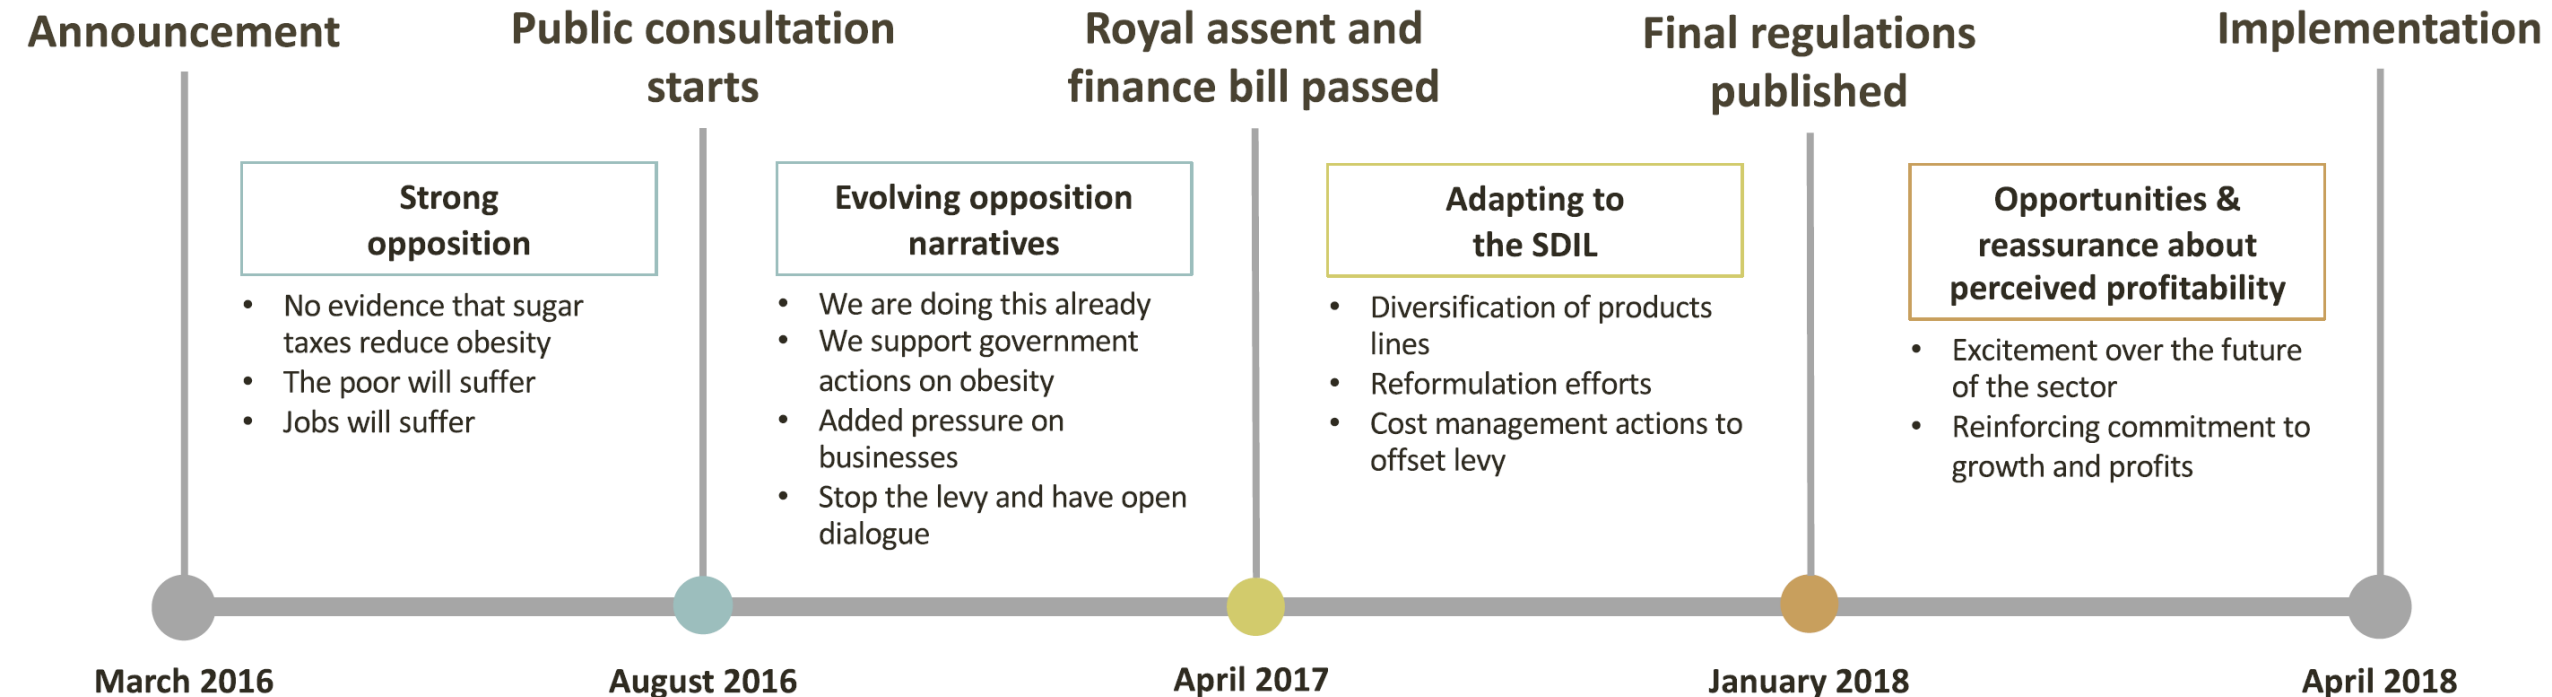 Announcement
Public consultation
starts
Royal assent and
finance bill passed
Final regulations
published
Implementation
Strong
opposition
• No evidence that sugar
taxes reduce obesity
• The poor will suffer
• Jobs will suffer
Evolving opposition
narratives
• We are doing this already
• We support government
actions on obesity
• Added pressure on
businesses
• Stop the levy and have open
dialogue
Adapting to
the SDIL
• Diversification of products
lines
• Reformulation efforts
• Cost management actions to
offset levy
Opportunities &
reassurance about
perceived profitability
• Excitement over the future
of the sector
• Reinforcing commitment to
growth and profits
March 2016
August 2016
April 2017
January 2018
April 2018